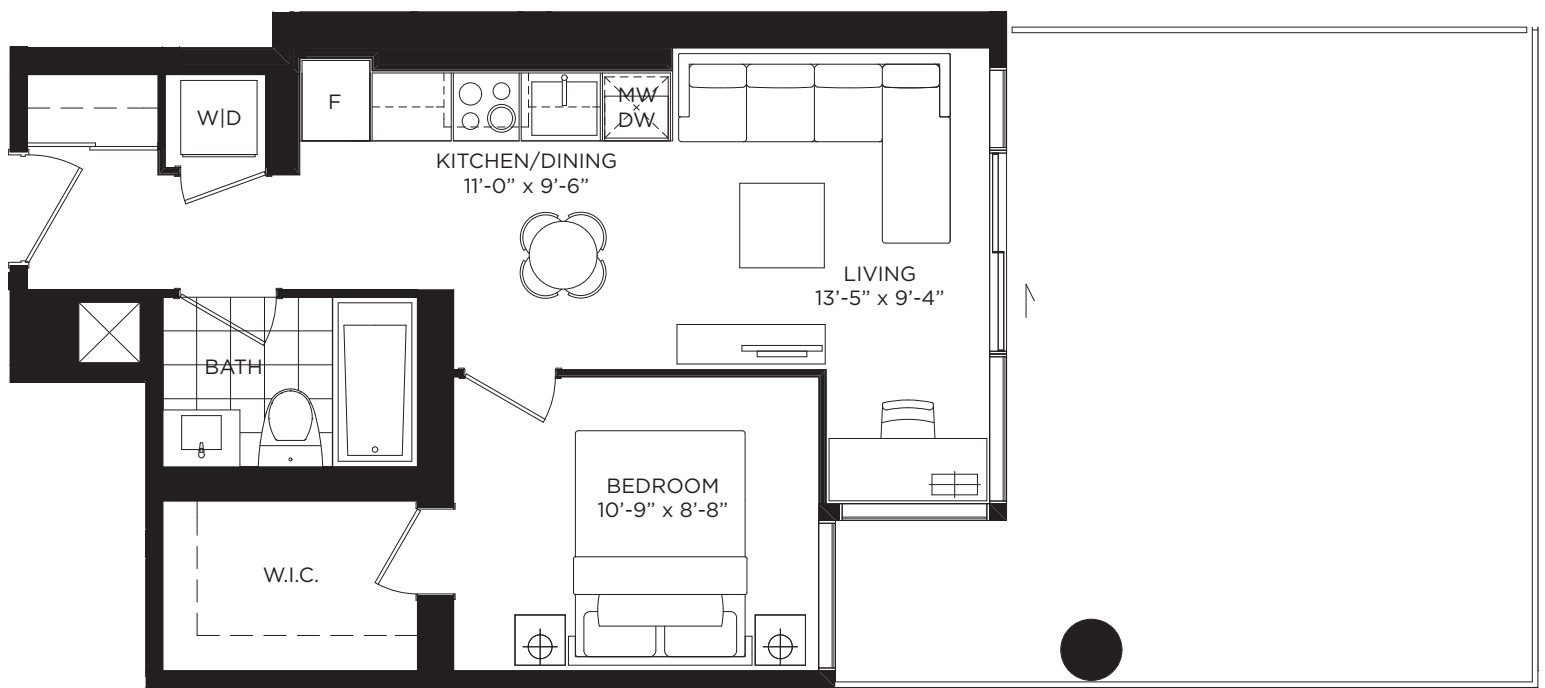 F
W|D
MW
DW
KITCHEN/DINING
11’-0” x 9’-6”
LIVING
13’-5” x 9’-4”
BATH
BEDROOM
10’-9” x 8’-8”
W.I.C.